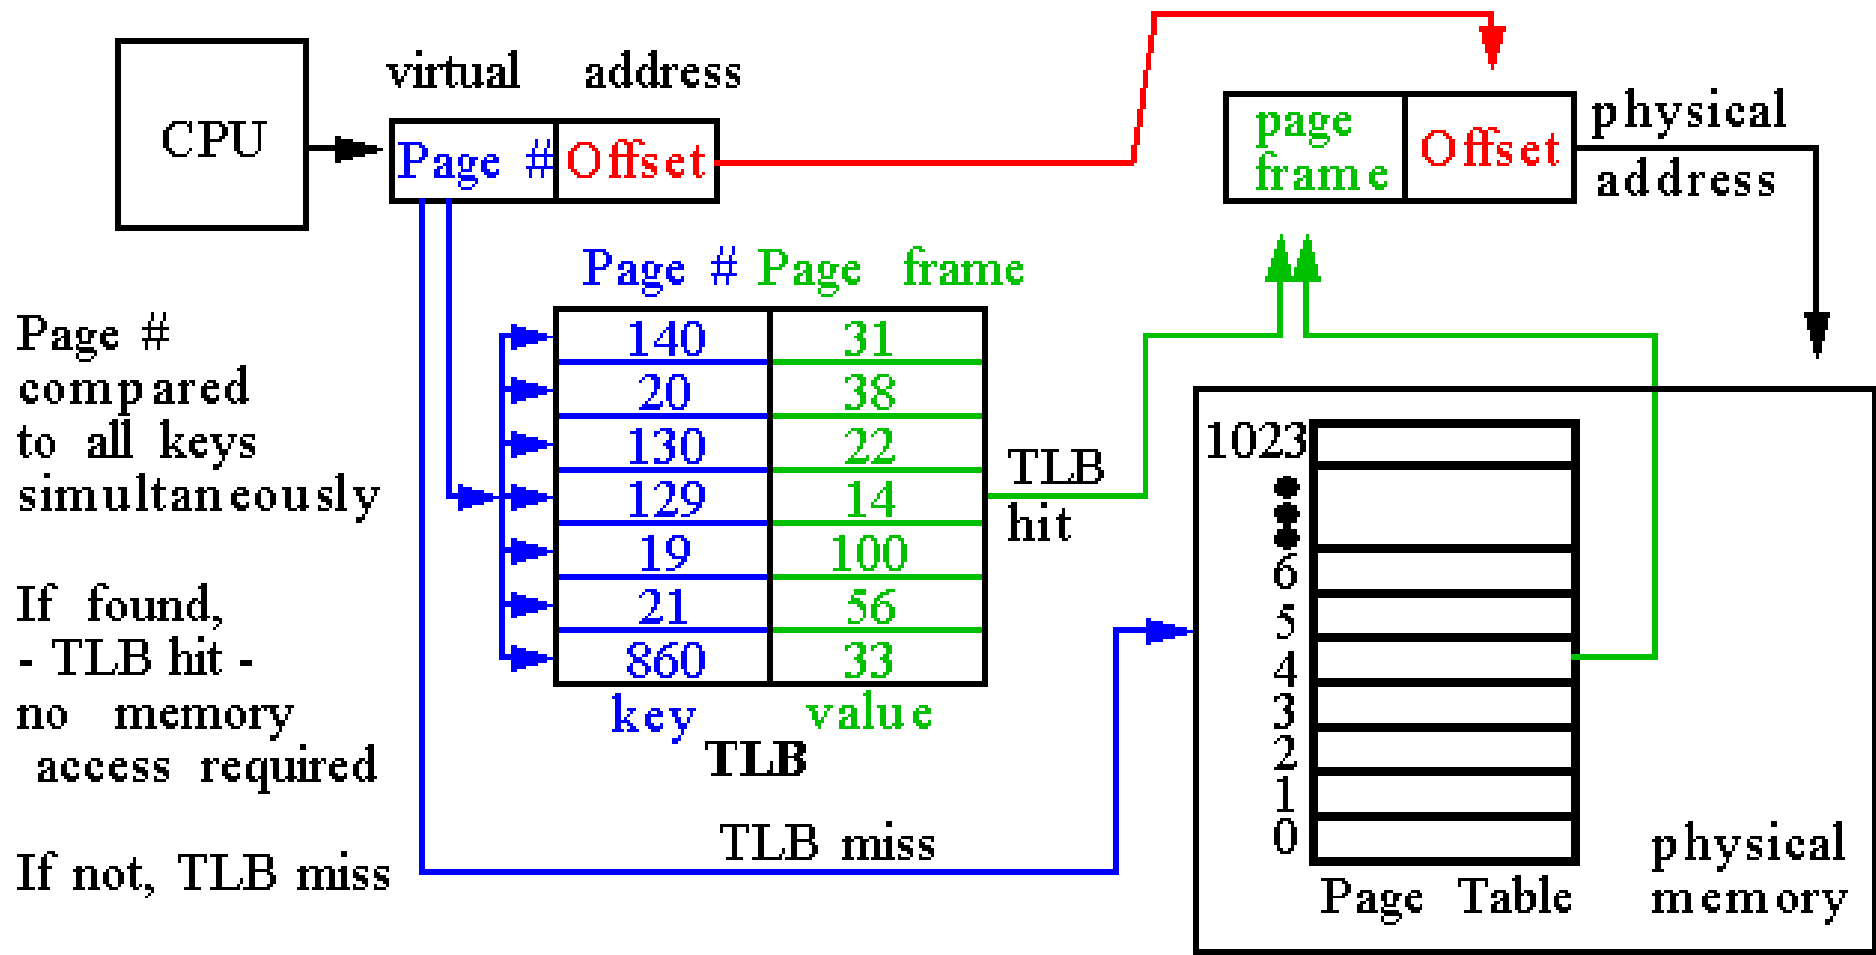 CPU
virtual address
Page # Offset
page
frame
Offset
physical
address
Page # Page frame
140 31
20 38
130 22
129 14
19 100
21 56
860 33
key value
TLB
Page #
compared
to all keys
simultaneously
If found,
- TLB hit -
no memory
access required
If not, TLB miss
TLB
hit
TLB miss
1023
6
5
4
3
2
1
0
Page Table
physical
memory